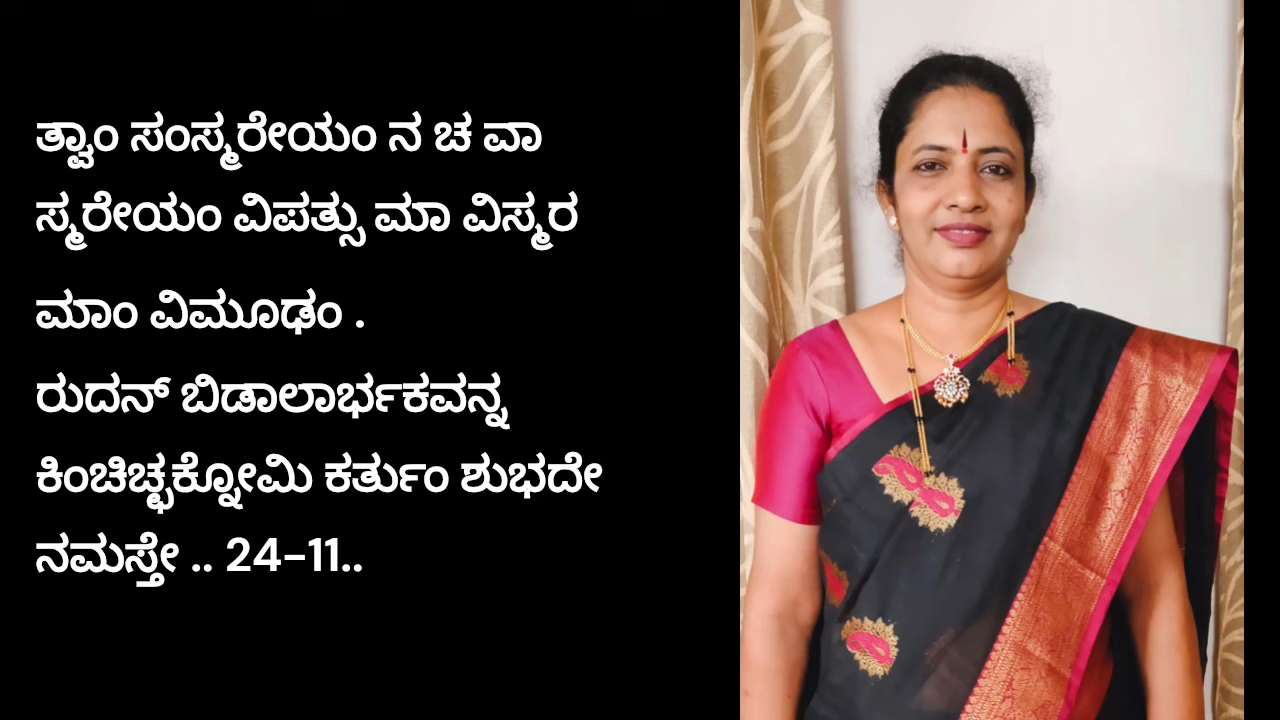 ತ್ವಾಂ ಸಂಸ್ಮರೇಯಂ ನ ಚ ವಾ
ಸ್ಮರೇಯಂ ವಿಪತ್ಸು ಮಾ ವಿಸ್ಮರ
ಮಾಂ ವಿಮೂಢಂ .
ರುದನ್ ಬಿಡಾಲಾರ್ಭಕವನ್ನ
ಕಿಂಚಿಚ್ಛಕ್ನೋಮಿ ಕರ್ತುಂ ಶುಭದೇ
ನಮಸ್ತೇ .. 24-11..